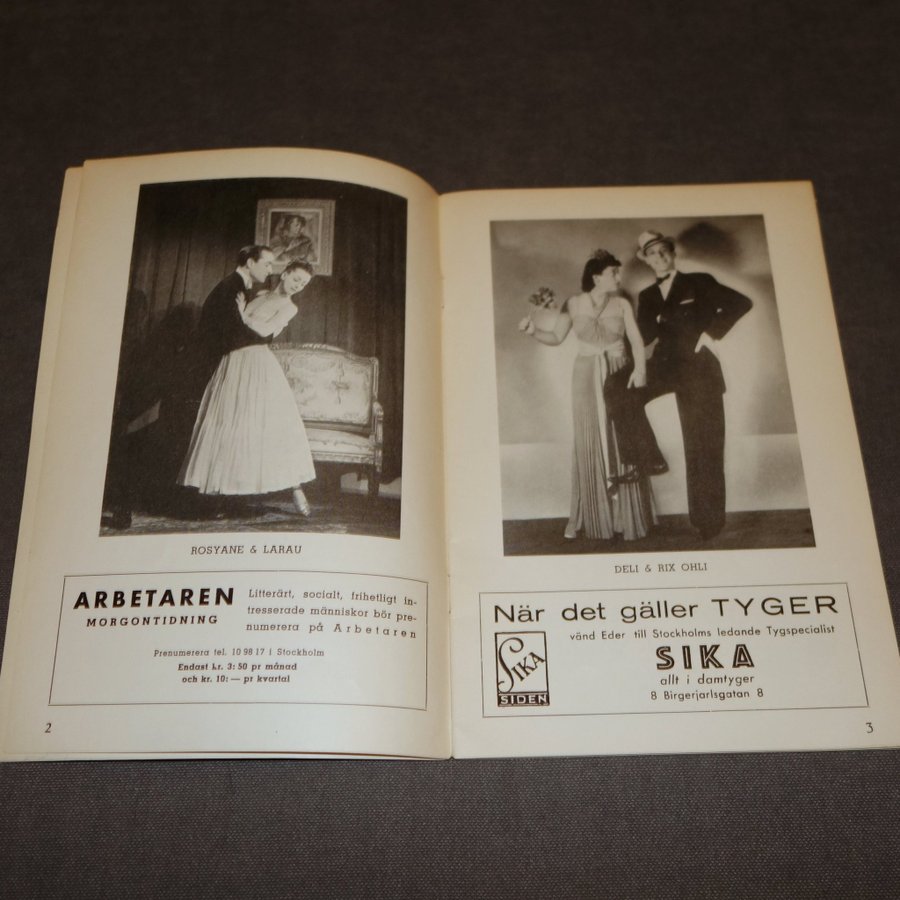 ROSYANE & LARAU
ARBETAREN
MORGONTIDNING
Litterärt, socialt, frihetligt in-
tresserade människor bör pre-
numerera på Arbetaren
Prenumerera tel. 10 98 17 i Stockholm
Endast kr. 3: 50 pr månad
och kr. 10: — pr kvartal
2
DELI & RIX OHLI
När det gäller TYGER
vänd Eder till Stockholms ledande Tygspecialist
SIKA
SIDEN
SIKA
allt i damtyger
8 Birgerjarlsgatan 8
3